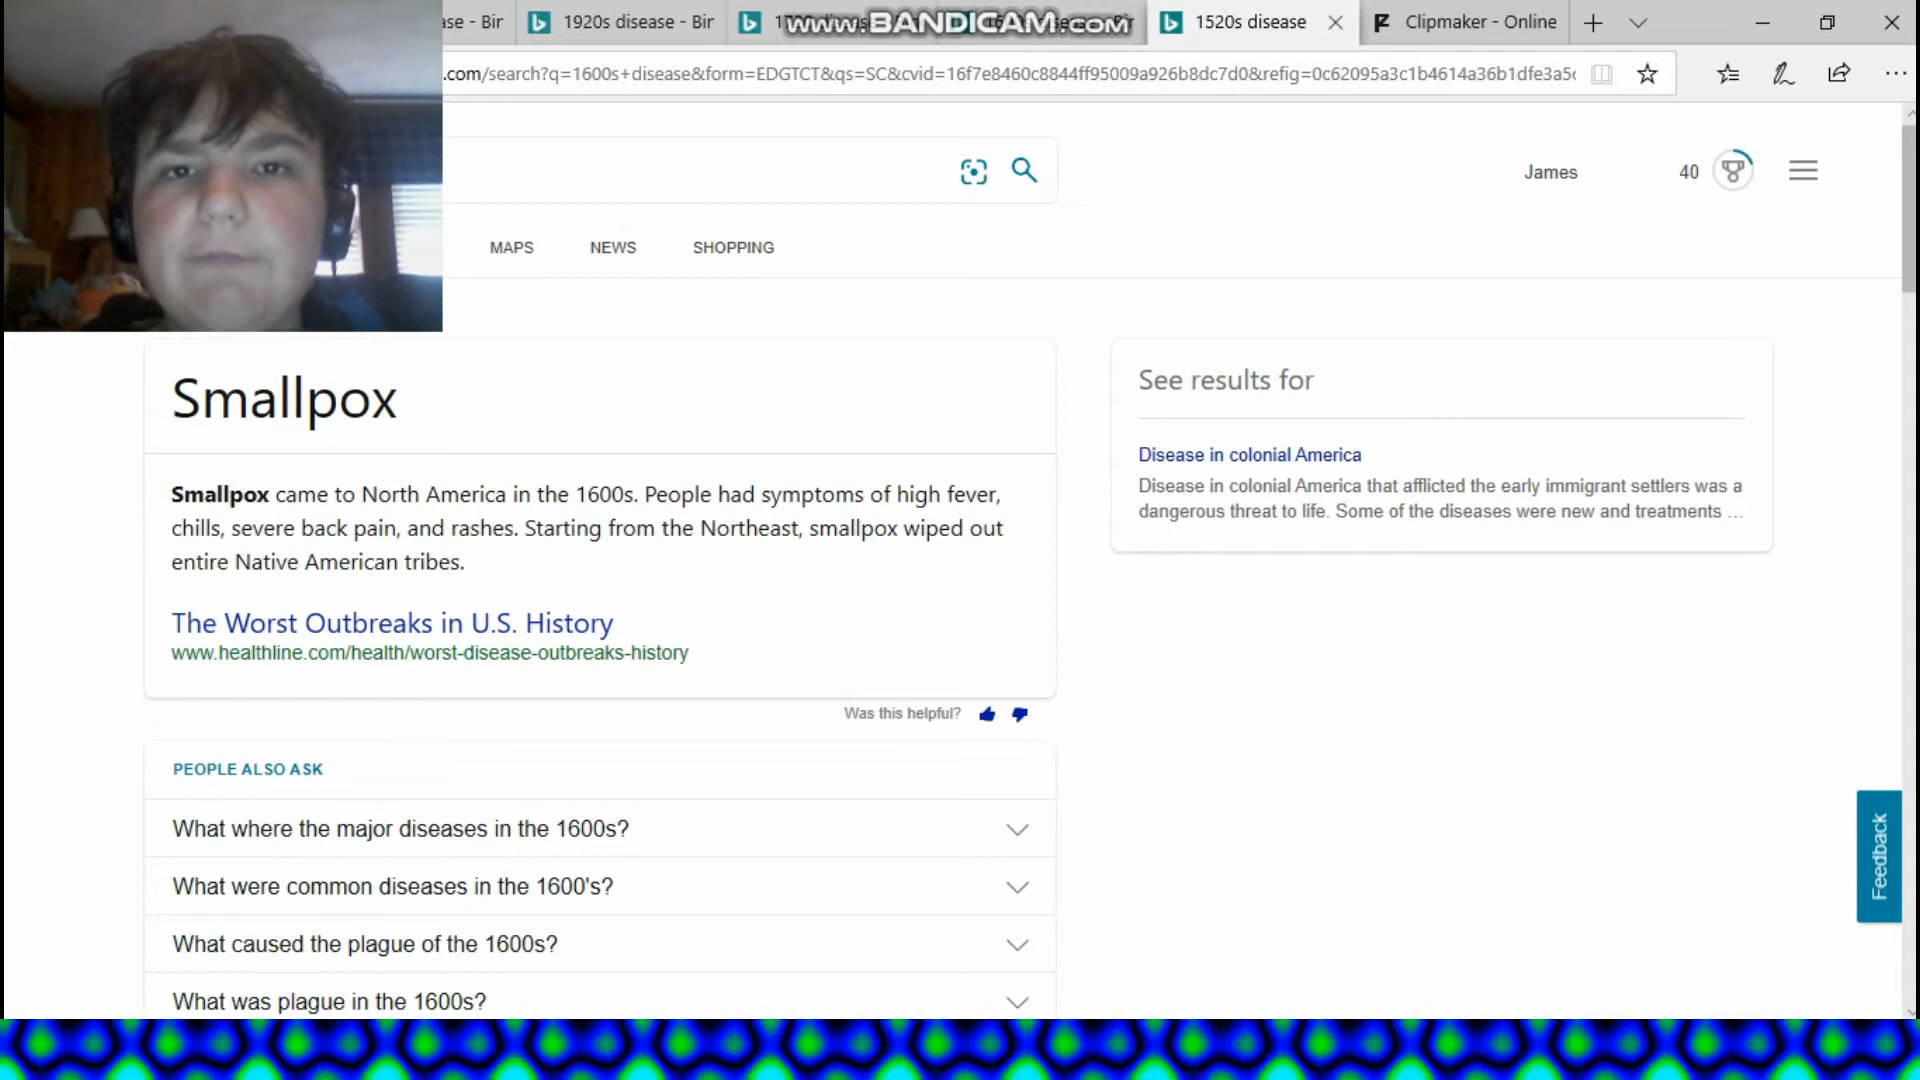 ase - Bir
1920s disease - Bir
www.BANDICAM.com
1520s disease
Clipmaker - Online
.com/search?q=1600s+disease&form=EDGTCT&qs=SC&cvid=16f7e8460c8844ff95009a926b8dc7d0&refig=0c62095a3c1b4614a36b1dfe3a5c
James
40
MAPS
NEWS
SHOPPING
Smallpox
Smallpox came to North America in the 1600s. People had symptoms of high fever,
chills, severe back pain, and rashes. Starting from the Northeast, smallpox wiped out
entire Native American tribes.
The Worst Outbreaks in U.S. History
www.healthline.com/health/worst-disease-outbreaks-history
Was this helpful?
See results for
Disease in colonial America
Disease in colonial America that afflicted the early immigrant settlers was a
dangerous threat to life. Some of the diseases were new and treatments ...
PEOPLE ALSO ASK
What where the major diseases in the 1600s?
What were common diseases in the 1600's?
What caused the plague of the 1600s?
What was plague in the 1600s?
Feedback